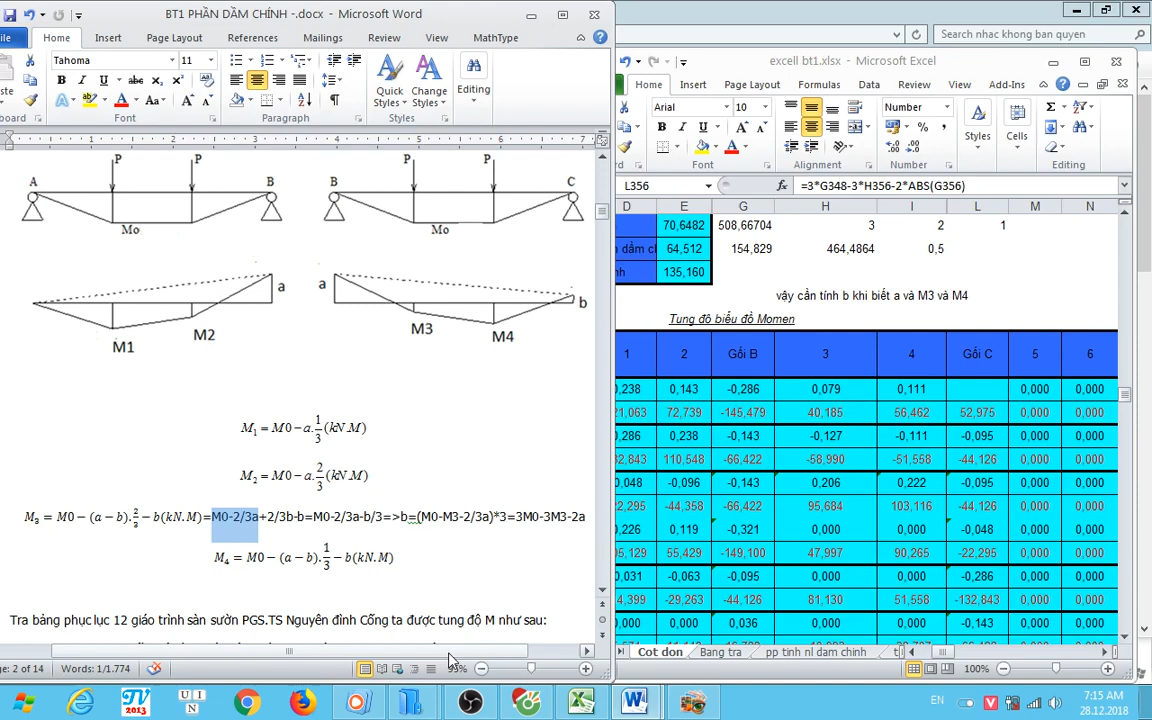 BT1 PHẦN DẦM CHÍNH -.docx - Microsoft Word
Home Insert Page Layout References Mailings Review View MathType
Tahoma 11
B I U abc x₂ x²
Aa A A
Quick Styles Change Styles Editing
Font Paragraph Styles
P P P P
A B B C
Mo Mo
a a b
M1 M2 M3 M4
M₁ = M0 − a.1/3 (kN.M)
M₂ = M0 − a.2/3 (kN.M)
M₃ = M0 − (a − b).2/3 − b(kN.M)=M0-2/3a+2/3b-b=M0-2/3a-b/3=>b=(M0-M3-2/3a)*3=3M0-3M3-2a
M₄ = M0 − (a − b).1/3 − b(kN.M)
Tra bảng phụ lục 12 giáo trình sàn sườn PGS.TS Nguyên đình Cống ta được tung độ M như sau:
Page: 2 of 14 Words: 1/1.774 93%
Search nhac khong ban quyen
excell bt1.xlsx - Microsoft Excel
Home Insert Page Layout Formulas Data Review View Add-Ins
Arial 10 Number
B I U
Styles Cells
Font Alignment Number Editing
L356 fx =3*G348-3*H356-2*ABS(G356)
D E G H I L M N
70,6482 508,66704 3 2 1
64,512 154,829 464,4864 0,5
135,160
vậy cần tính b khi biết a và M3 và M4
Tung độ biểu đồ Momen
1 2 Gối B 3 4 Gối C 5 6
0,238 0,143 -0,286 0,079 0,111 0,000 0,000
72,739 -145,479 40,185 56,462 52,975 0,000 0,000
0,286 0,238 -0,143 -0,127 -0,111 -0,095 0,000 0,000
110,548 -66,422 -58,990 -51,558 -44,126 0,000 0,000
-0,143 0,206 0,222 -0,095 0,000 0,000
-44,358 -66,422 95,684 103,116 -44,126 0,000 0,000
0,119 -0,321 -0,048 0,000 0,000
55,429 -149,100 47,997 90,265 -22,295 0,000 0,000
-0,063 -0,095 0,000 0,000 -0,286 0,000 0,000
-29,263 -44,126 81,130 51,558 -132,843 0,000 0,000
0,000 0,036 0,000 0,000 -0,143 0,000 0,000
Cot don Bang tra pp tinh nl dam chinh
100%
EN 7:15 AM
28.12.2018